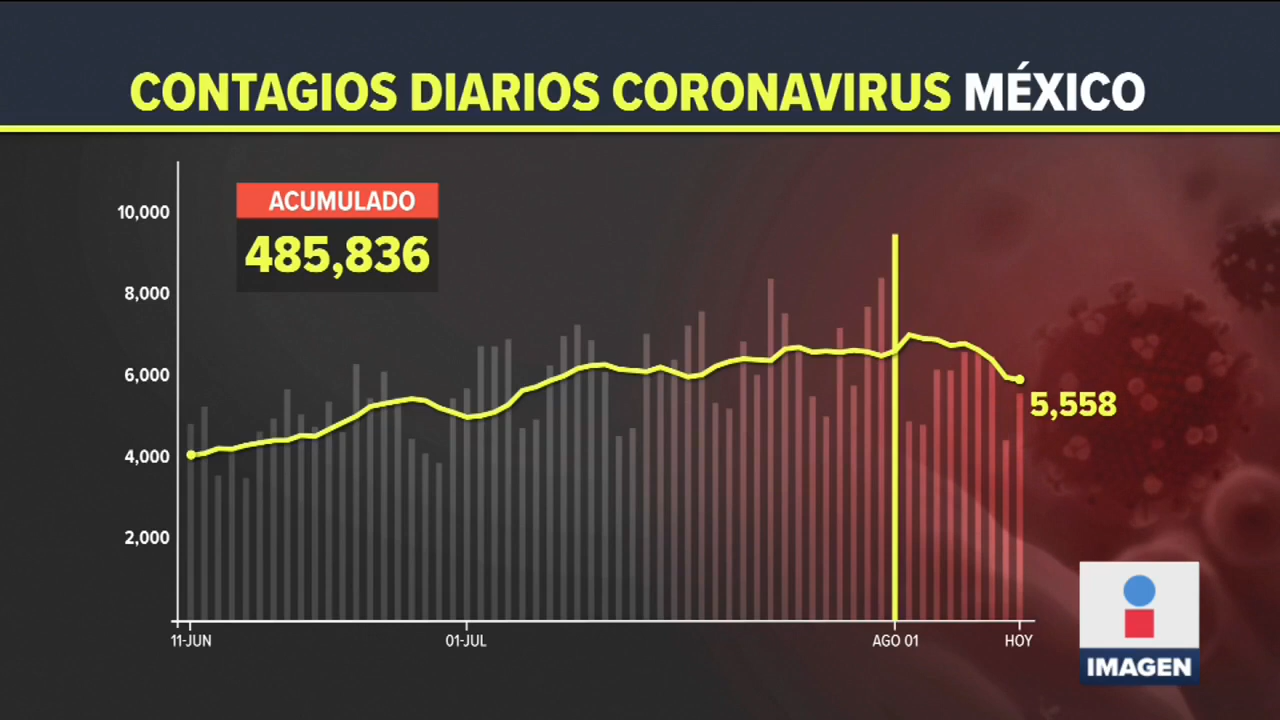 CONTAGIOS DIARIOS CORONAVIRUS MÉXICO
ACUMULADO
485,836
10,000
8,000
6,000
4,000
2,000
5,558
11-JUN
01-JUL
AGO 01
HOY
IMAGEN